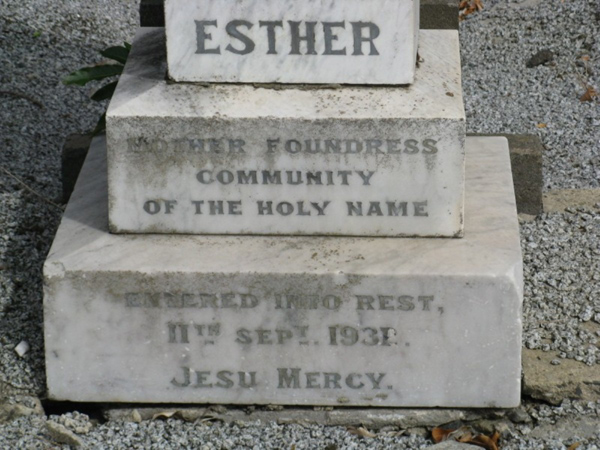 ESTHER
MOTHER FOUNDRESS
COMMUNITY
OF THE HOLY NAME
ENTERED INTO REST,
11TH SEPT. 1931.
JESU MERCY.